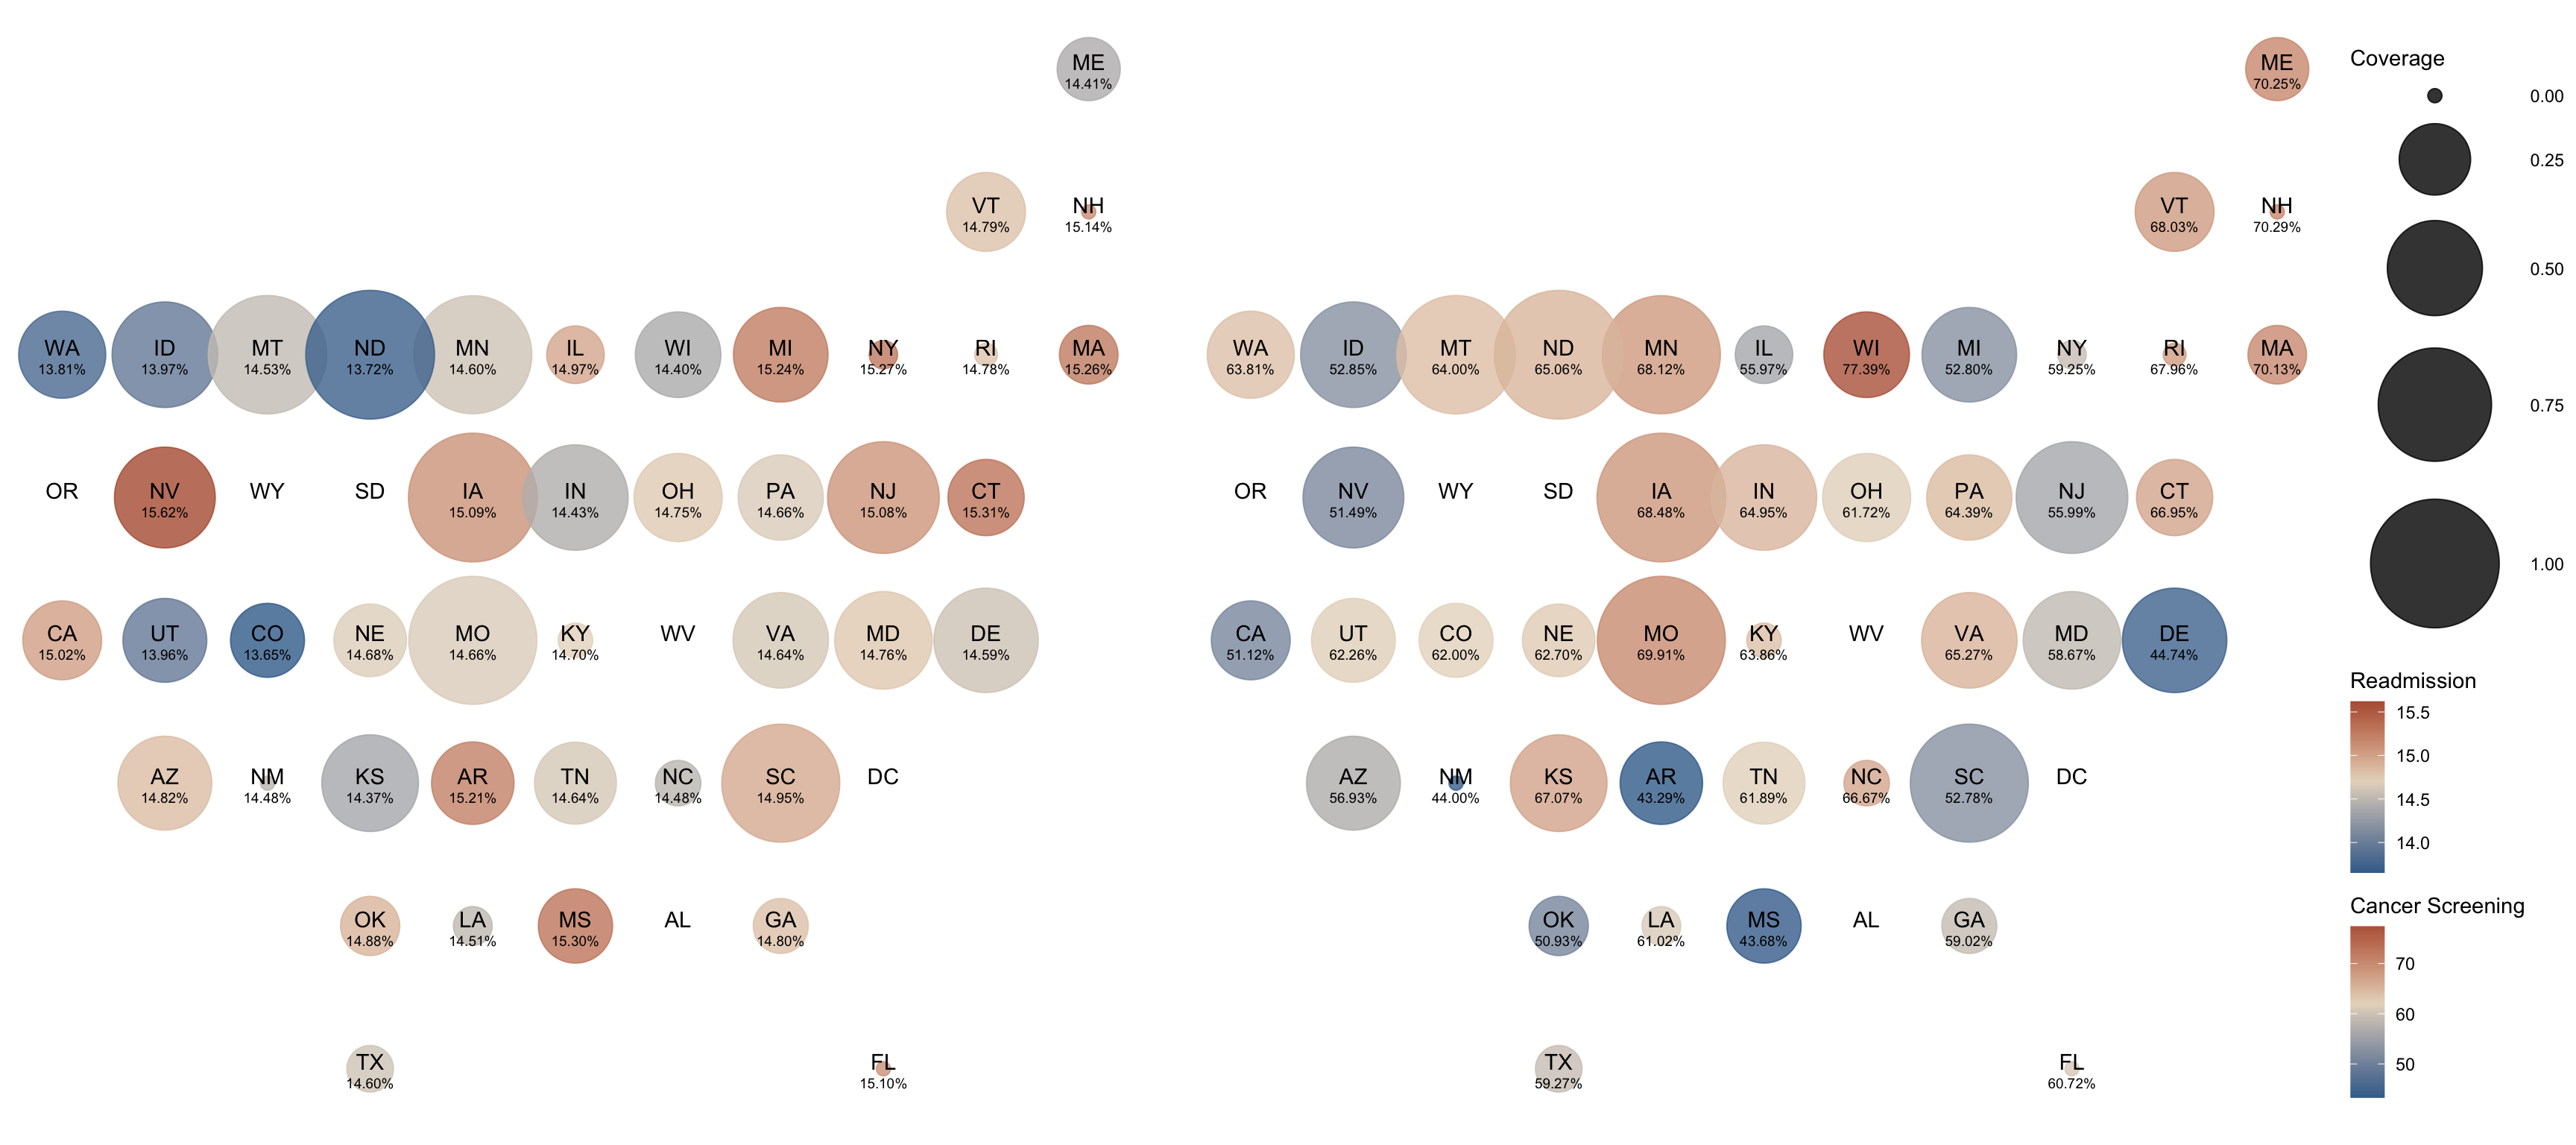 ME
14.41%
VT
14.79%
NH
15.14%
WA
13.81%
ID
13.97%
MT
14.53%
ND
13.72%
MN
14.60%
IL
14.97%
WI
14.40%
MI
15.24%
NY
15.27%
RI
14.78%
MA
15.26%
OR
NV
15.62%
WY
SD
IA
15.09%
IN
14.43%
OH
14.75%
PA
14.66%
NJ
15.08%
CT
15.31%
CA
15.02%
UT
13.96%
CO
13.65%
NE
14.68%
MO
14.66%
KY
14.70%
WV
VA
14.64%
MD
14.76%
DE
14.59%
AZ
14.82%
NM
14.48%
KS
14.37%
AR
15.21%
TN
14.64%
NC
14.48%
SC
14.95%
DC
OK
14.88%
LA
14.51%
MS
15.30%
AL
GA
14.80%
TX
14.60%
FL
15.10%
ME
70.25%
VT
68.03%
NH
70.29%
WA
63.81%
ID
52.85%
MT
64.00%
ND
65.06%
MN
68.12%
IL
55.97%
WI
77.39%
MI
52.80%
NY
59.25%
RI
67.96%
MA
70.13%
OR
NV
51.49%
WY
SD
IA
68.48%
IN
64.95%
OH
61.72%
PA
64.39%
NJ
55.99%
CT
66.95%
CA
51.12%
UT
62.26%
CO
62.00%
NE
62.70%
MO
69.91%
KY
63.86%
WV
VA
65.27%
MD
58.67%
DE
44.74%
AZ
56.93%
NM
44.00%
KS
67.07%
AR
43.29%
TN
61.89%
NC
66.67%
SC
52.78%
DC
OK
50.93%
LA
61.02%
MS
43.68%
AL
GA
59.02%
TX
59.27%
FL
60.72%
Coverage
0.00
0.25
0.50
0.75
1.00
Readmission
15.5
15.0
14.5
14.0
Cancer Screening
70
60
50